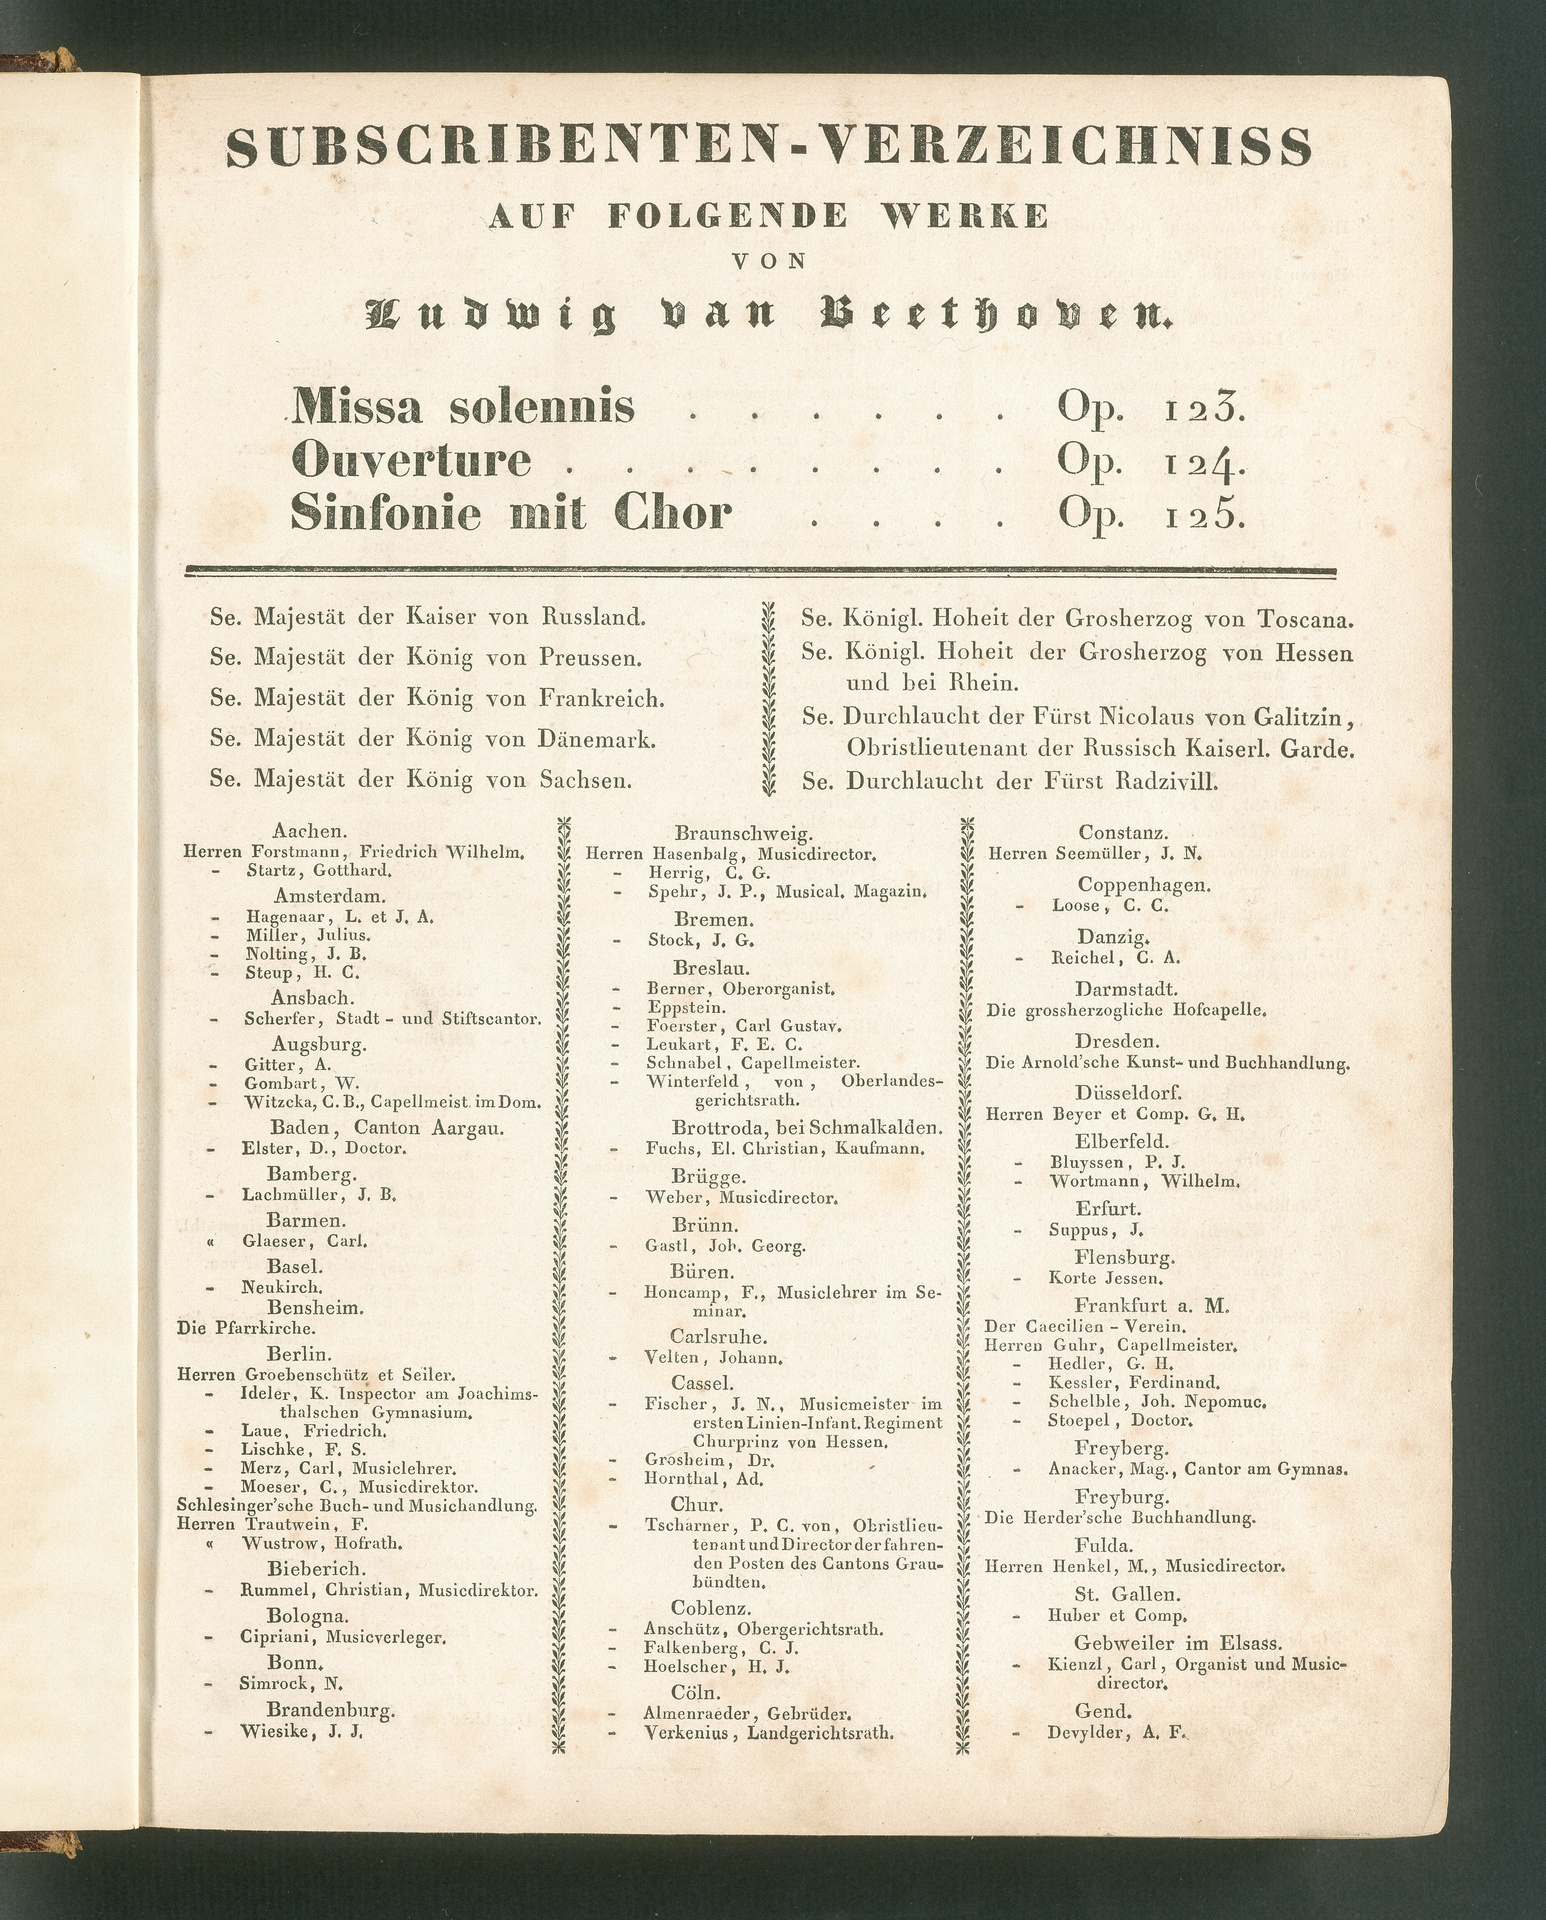 SUBSCRIBENTEN-VERZEICHNISS
AUF FOLGENDE WERKE
VON
Ludwig van Beethoven.
Missa solennis . . . . . . Op. 123.
Ouverture . . . . . . . . Op. 124.
Sinfonie mit Chor . . . . Op. 125.
Se. Majestät der Kaiser von Russland.
Se. Majestät der König von Preussen.
Se. Majestät der König von Frankreich.
Se. Majestät der König von Dänemark.
Se. Majestät der König von Sachsen.
Se. Königl. Hoheit der Grosherzog von Toscana.
Se. Königl. Hoheit der Grosherzog von Hessen
und bei Rhein.
Se. Durchlaucht der Fürst Nicolaus von Galitzin,
Obristlieutenant der Russisch Kaiserl. Garde.
Se. Durchlaucht der Fürst Radzivill.
Aachen.
Herren Forstmann, Friedrich Wilhelm.
- Startz, Gotthard.
Amsterdam.
- Hagenaar, L. et J. A.
- Miller, Julius.
- Nolting, J. B.
- Steup, H. C.
Ansbach.
- Scherfer, Stadt- und Stiftscantor.
Augsburg.
- Gitter, A.
- Gombart, W.
- Witzcka, C. B., Capellmeist. im Dom.
Baden, Canton Aargau.
- Elster, D., Doctor.
Bamberg.
- Lachmüller, J. B.
Barmen.
« Glaeser, Carl.
Basel.
- Neukirch.
Bensheim.
Die Pfarrkirche.
Berlin.
Herren Groebenschütz et Seiler.
- Ideler, K. Inspector am Joachims-
thalschen Gymnasium.
- Laue, Friedrich.
- Lischke, F. S.
- Merz, Carl, Musiclehrer.
- Moeser, C., Musicdirektor.
Schlesinger'sche Buch- und Musichandlung.
Herren Trautwein, F.
« Wustrow, Hofrath.
Bieberich.
- Rummel, Christian, Musicdirektor.
Bologna.
- Cipriani, Musicverleger.
Bonn.
- Simrock, N.
Brandenburg.
- Wiesike, J. J.
Braunschweig.
Herren Hasenbalg, Musicdirector.
- Herrig, C. G.
- Spehr, J. P., Musical. Magazin.
Bremen.
- Stock, J. G.
Breslau.
- Berner, Oberorganist.
- Eppstein.
- Foerster, Carl Gustav.
- Leukart, F. E. C.
- Schnabel, Capellmeister.
- Winterfeld, von, Oberlandes-
gerichtsrath.
Brottroda, bei Schmalkalden.
- Fuchs, El. Christian, Kaufmann.
Brügge.
- Weber, Musicdirector.
Brünn.
- Gastl, Joh. Georg.
Büren.
- Honcamp, F., Musiclehrer im Se-
minar.
Carlsruhe.
- Velten, Johann.
Cassel.
- Fischer, J. N., Musicmeister im
ersten Linien-Infant. Regiment
Churprinz von Hessen.
- Grosheim, Dr.
- Hornthal, Ad.
Chur.
- Tscharner, P. C. von, Obristlieu-
tenant und Director der fahren-
den Posten des Cantons Grau-
bündten.
Coblenz.
- Anschütz, Obergerichtsrath.
- Falkenberg, C. J.
- Hoelscher, H. J.
Cöln.
- Almenraeder, Gebrüder.
- Verkenius, Landgerichtsrath.
Constanz.
Herren Seemüller, J. N.
Coppenhagen.
- Loose, C. C.
Danzig.
- Reichel, C. A.
Darmstadt.
Die grossherzogliche Hofcapelle.
Dresden.
Die Arnold'sche Kunst- und Buchhandlung.
Düsseldorf.
Herren Beyer et Comp. G. H.
Elberfeld.
- Bluyssen, P. J.
- Wortmann, Wilhelm.
Erfurt.
- Suppus, J.
Flensburg.
- Korte Jessen.
Frankfurt a. M.
Der Caecilien-Verein.
Herren Guhr, Capellmeister.
- Hedler, G. H.
- Kessler, Ferdinand.
- Schelble, Joh. Nepomuc.
- Stoepel, Doctor.
Freyberg.
- Anacker, Mag., Cantor am Gymnas.
Freyburg.
Die Herder'sche Buchhandlung.
Fulda.
Herren Henkel, M., Musicdirector.
St. Gallen.
- Huber et Comp.
Gebweiler im Elsass.
- Kienzl, Carl, Organist und Music-
director.
Gend.
- Devylder, A. F.